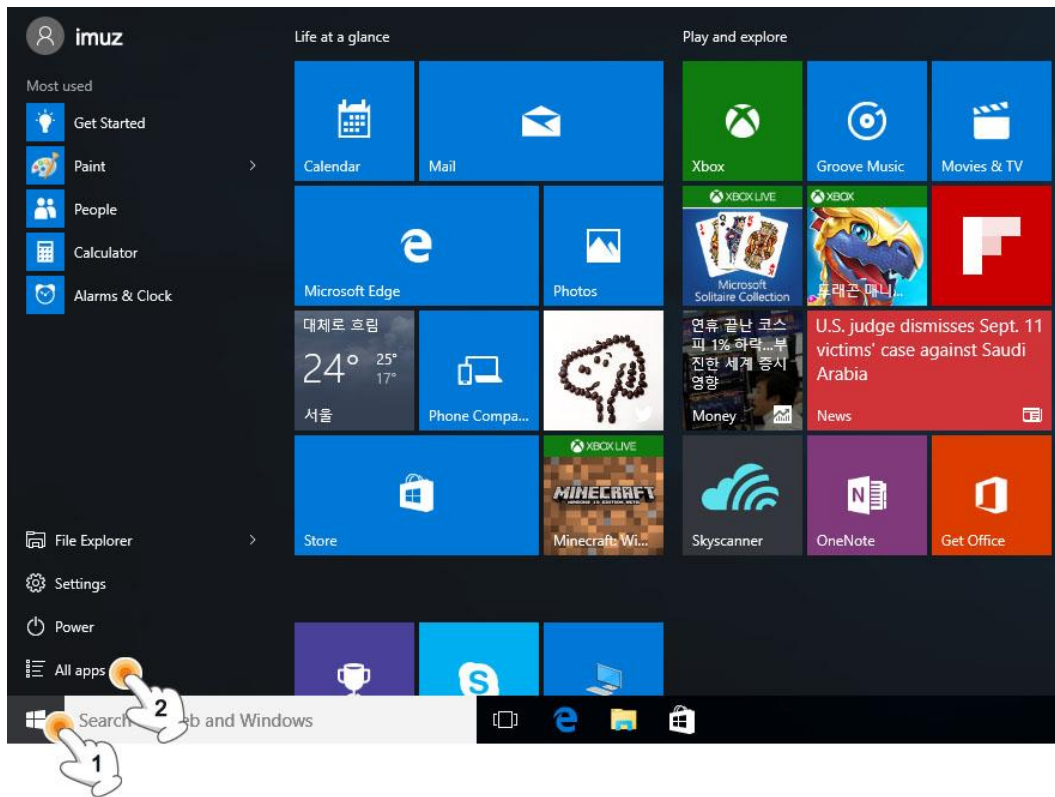 imuz
Most used
Get Started
Paint
People
Calculator
Alarms & Clock
File Explorer
Settings
Power
All apps
2
Search b and Windows
1
Life at a glance
Calendar
Mail
Microsoft Edge
Photos
대체로 흐림
24° 25°
17°
서울
Phone Compa...
Store
XBOX LIVE
MINECRAFT
WINDOWS 10 EDITION BETA
Minecraft: Wi...
S
Play and explore
Xbox
Groove Music
Movies & TV
XBOX LIVE
Microsoft
Solitaire Collection
XBOX
드래곤 매니...
연휴 끝난 코스
피 1% 하락...부
진한 세계 증시
영향
Money
U.S. judge dismisses Sept. 11
victims' case against Saudi
Arabia
News
Skyscanner
N
OneNote
Get Office